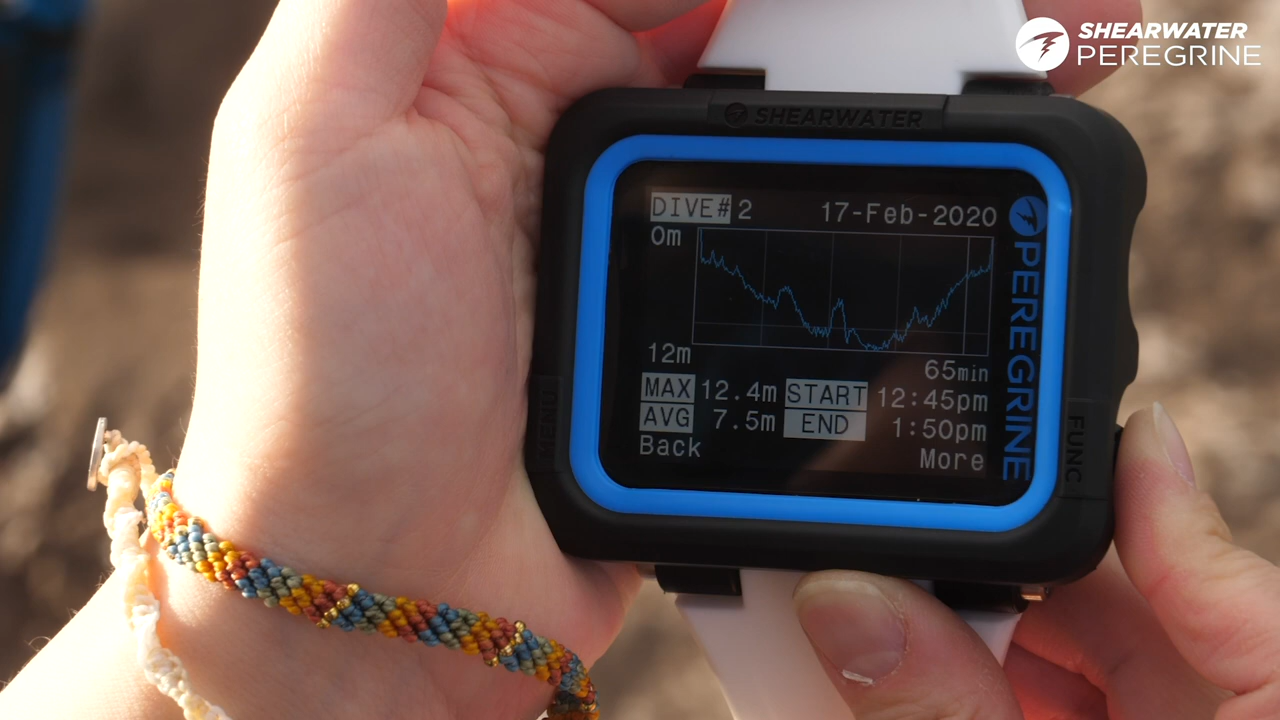 SHEARWATER
PEREGRINE
SHEARWATER
DIVE# 2 17-Feb-2020
0m
12m
65min
MAX 12.4m START 12:45pm
AVG 7.5m END 1:50pm
Back More
PEREGRINE
MENU
FUNC